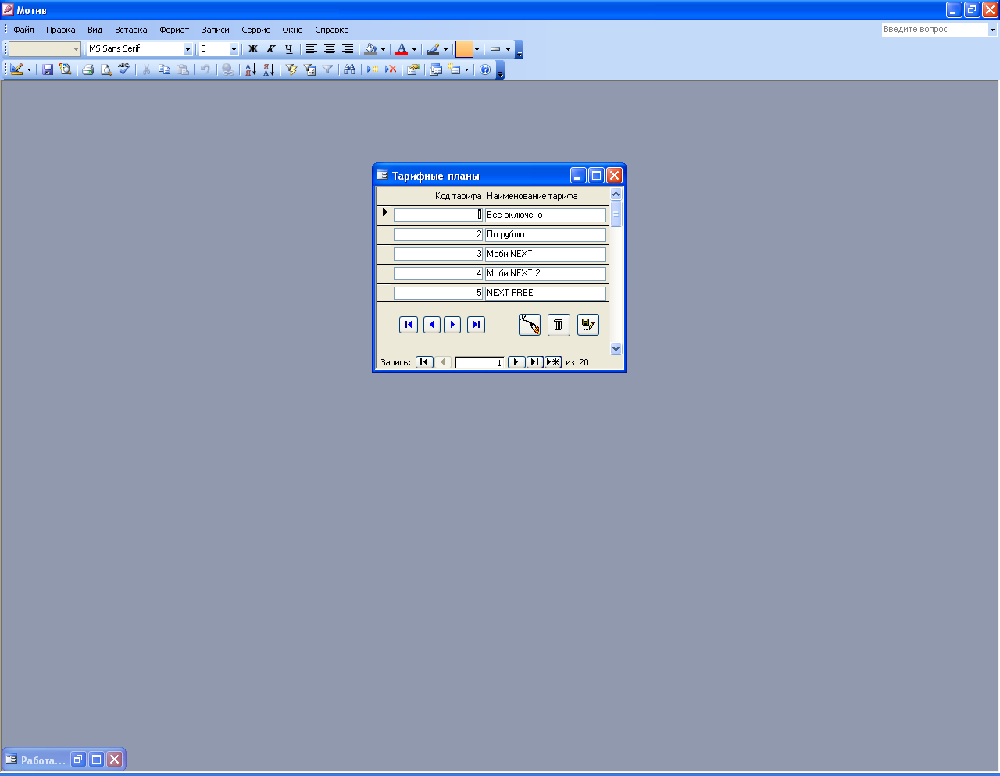 Мотив
Файл Правка Вид Вставка Формат Записи Сервис Окно Справка Введите вопрос
MS Sans Serif 8 Ж К Ч
Тарифные планы
Код тарифа Наименование тарифа
1 Все включено
2 По рублю
3 Моби NEXT
4 Моби NEXT 2
5 NEXT FREE
Запись: 1 из 20
Работа...